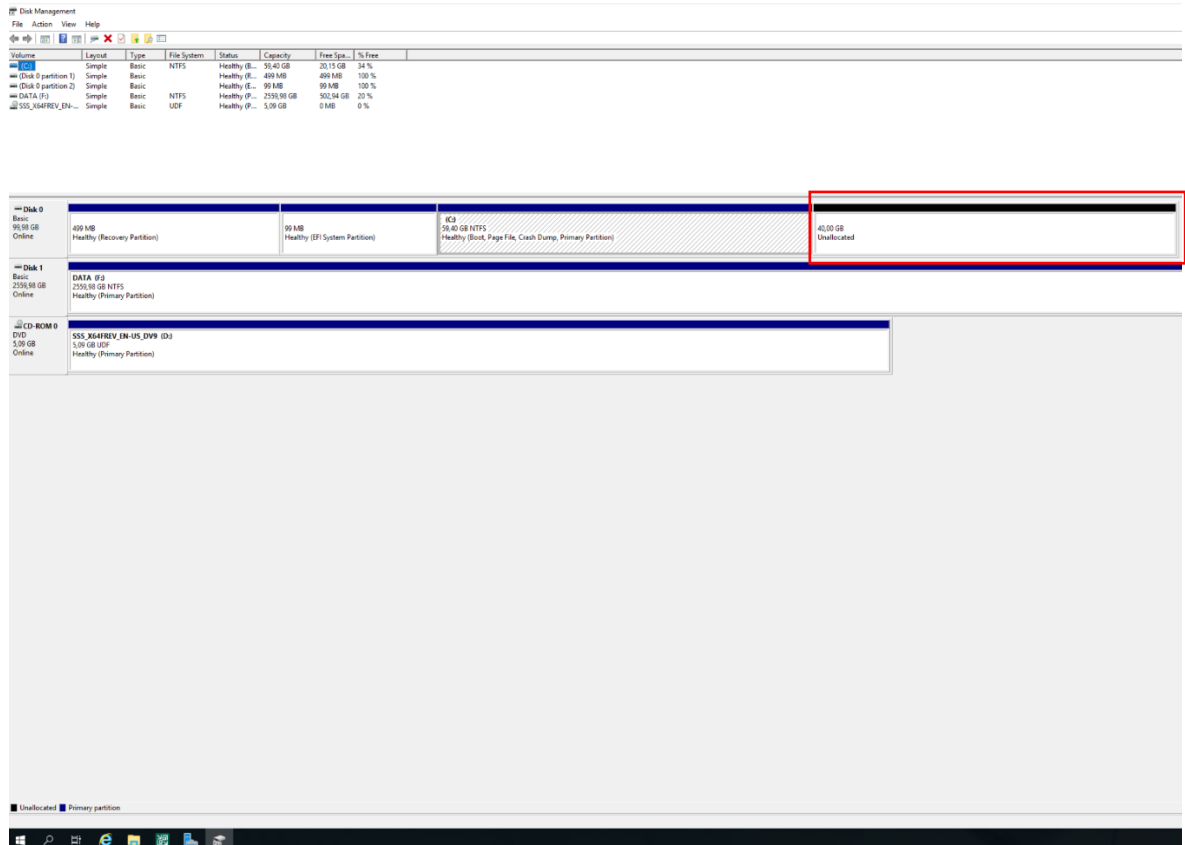 Disk Management
File Action View Help
Volume Layout Type File System Status Capacity Free Spa... % Free
(C:) Simple Basic NTFS Healthy (B... 59,40 GB 20,15 GB 34 %
(Disk 0 partition 1) Simple Basic Healthy (R... 499 MB 499 MB 100 %
(Disk 0 partition 2) Simple Basic Healthy (E... 99 MB 99 MB 100 %
DATA (F:) Simple Basic NTFS Healthy (P... 2559,98 GB 502,94 GB 20 %
SSS_X64FREV_EN-... Simple Basic UDF Healthy (P... 5,09 GB 0 MB 0 %
Disk 0
Basic
99,98 GB
Online
499 MB
Healthy (Recovery Partition)
99 MB
Healthy (EFI System Partition)
(C:)
59,40 GB NTFS
Healthy (Boot, Page File, Crash Dump, Primary Partition)
40,00 GB
Unallocated
Disk 1
Basic
2559,98 GB
Online
DATA (F:)
2559,98 GB NTFS
Healthy (Primary Partition)
CD-ROM 0
DVD
5,09 GB
Online
SSS_X64FREV_EN-US_DV9 (D:)
5,09 GB UDF
Healthy (Primary Partition)
Unallocated Primary partition